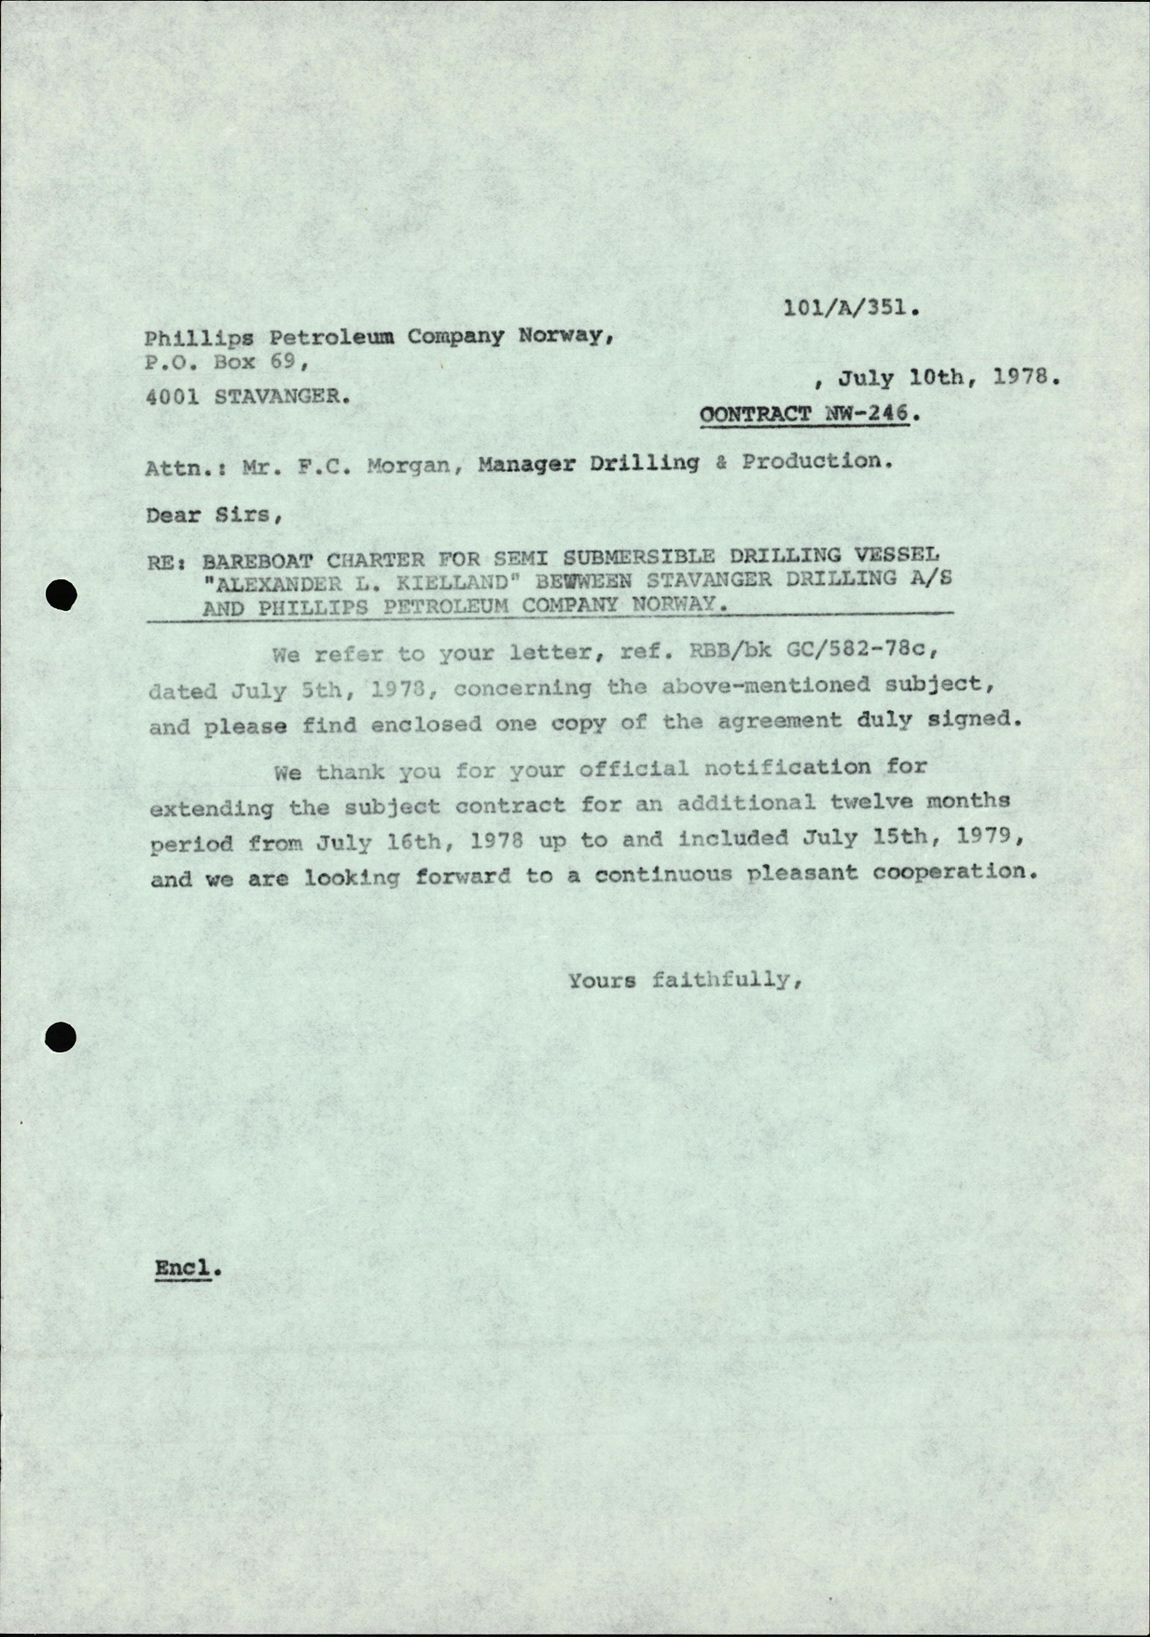 101/A/351.
Phillips Petroleum Company Norway,
P.O. Box 69,
, July 10th, 1978.
4001 STAVANGER.
CONTRACT NW-246.
Attn.: Mr. F.C. Morgan, Manager Drilling & Production.
Dear Sirs,
RE: BAREBOAT CHARTER FOR SEMI SUBMERSIBLE DRILLING VESSEL
"ALEXANDER L. KIELLAND" BEWWEEN STAVANGER DRILLING A/S
AND PHILLIPS PETROLEUM COMPANY NORWAY.
We refer to your letter, ref. RBB/bk GC/582-78c,
dated July 5th, 1978, concerning the above-mentioned subject,
and please find enclosed one copy of the agreement duly signed.
We thank you for your official notification for
extending the subject contract for an additional twelve months
period from July 16th, 1978 up to and included July 15th, 1979,
and we are looking forward to a continuous pleasant cooperation.
Yours faithfully,
Encl.